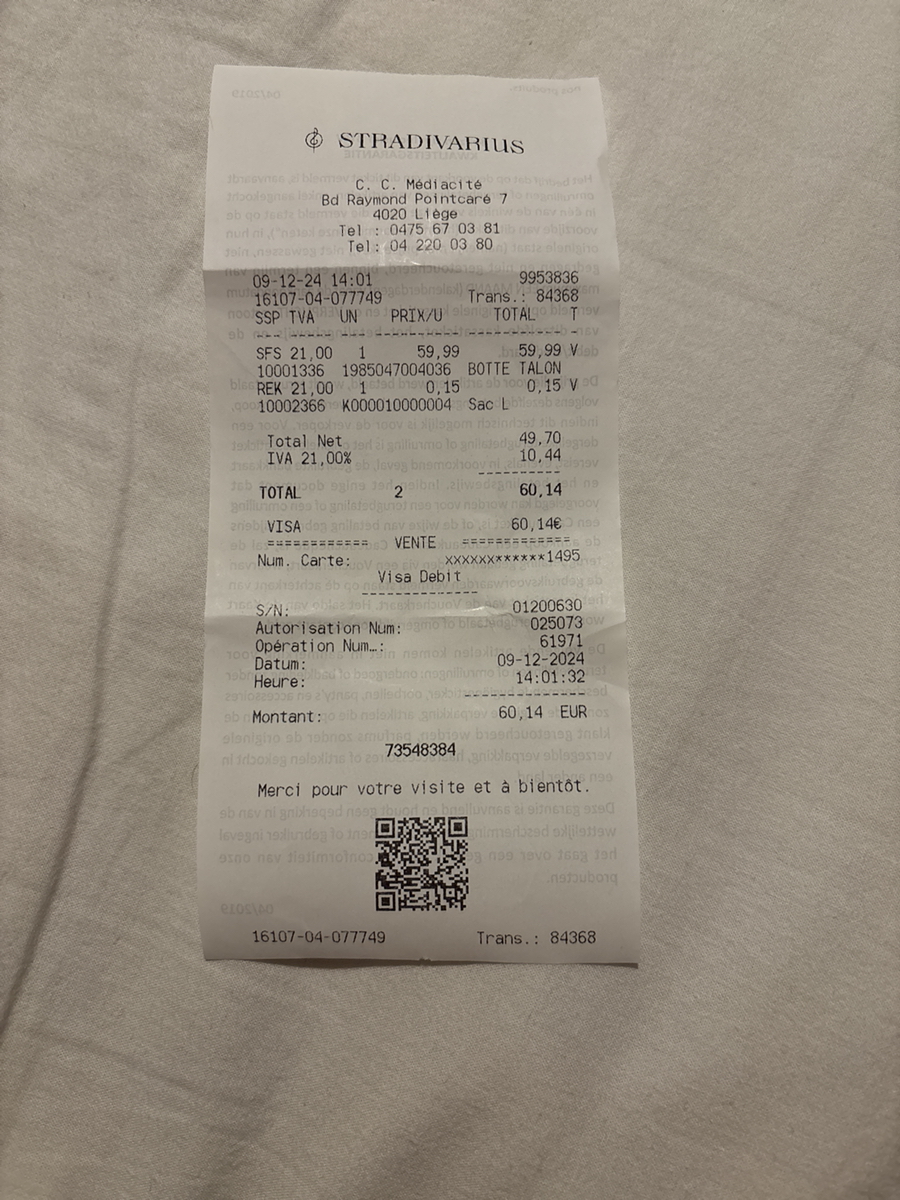 STRADIVARIUS
C. C. Médiacité
Bd Raymond Pointcaré 7
4020 Liège
Tel : 0475 67 03 81
Tel: 04 220 03 80
09-12-24 14:01 9953836
16107-04-077749 Trans.: 84368
SSP TVA UN PRIX/U TOTAL T
SFS 21,00 1 59,99 59,99 V
10001336 1985047004036 BOTTE TALON
REK 21,00 1 0,15 0,15 V
10002366 K000010000004 Sac L
Total Net 49,70
IVA 21,00% 10,44
TOTAL 2 60,14
VISA 60,14€
============ VENTE =============
Num. Carte: XXXXXX******1495
Visa Debit
S/N: 01200630
Autorisation Num: 025073
Opération Num…: 61971
Datum: 09-12-2024
Heure: 14:01:32
Montant: 60,14 EUR
73548384
Merci pour votre visite et à bientôt.
16107-04-077749 Trans.: 84368